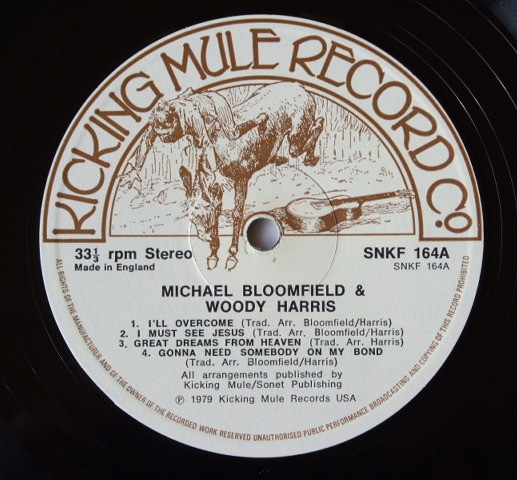 KICKING MULE RECORD Co.
33⅓ rpm Stereo
Made in England
SNKF 164A
SNKF 164A
MICHAEL BLOOMFIELD &
WOODY HARRIS
1. I'LL OVERCOME (Trad. Arr. Bloomfield/Harris)
2. I MUST SEE JESUS (Trad. Arr. Bloomfield/Harris)
3. GREAT DREAMS FROM HEAVEN (Trad. Arr. Harris)
4. GONNA NEED SOMEBODY ON MY BOND
(Trad. Arr. Bloomfield/Harris)
All arrangements published by
Kicking Mule/Sonet Publishing
℗ 1979 Kicking Mule Records USA
ALL RIGHTS OF THE MANUFACTURER AND OF THE OWNER OF THE RECORDED WORK RESERVED UNAUTHORISED PUBLIC PERFORMANCE BROADCASTING AND COPYING OF THIS RECORD PROHIBITED